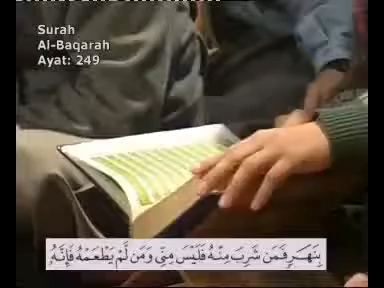 Surah
Al-Baqarah
Ayat: 249
بِنَهَرٍ فَمَن شَرِبَ مِنْهُ فَلَيْسَ مِنِّى وَمَن لَّمْ يَطْعَمْهُ فَإِنَّهُۥ